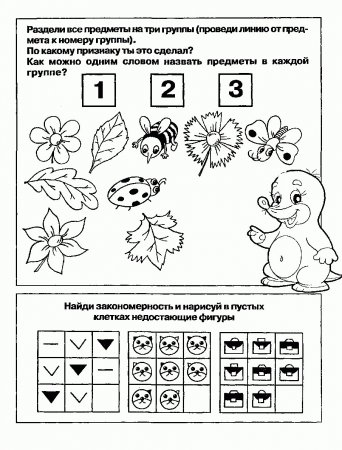 Раздели все предметы на три группы (проведи линию от пред-
мета к номеру группы).
По какому признаку ты это сделал?
Как можно одним словом назвать предметы в каждой
группе?
1 2 3
Найди закономерность и нарисуй в пустых
клетках недостающие фигуры